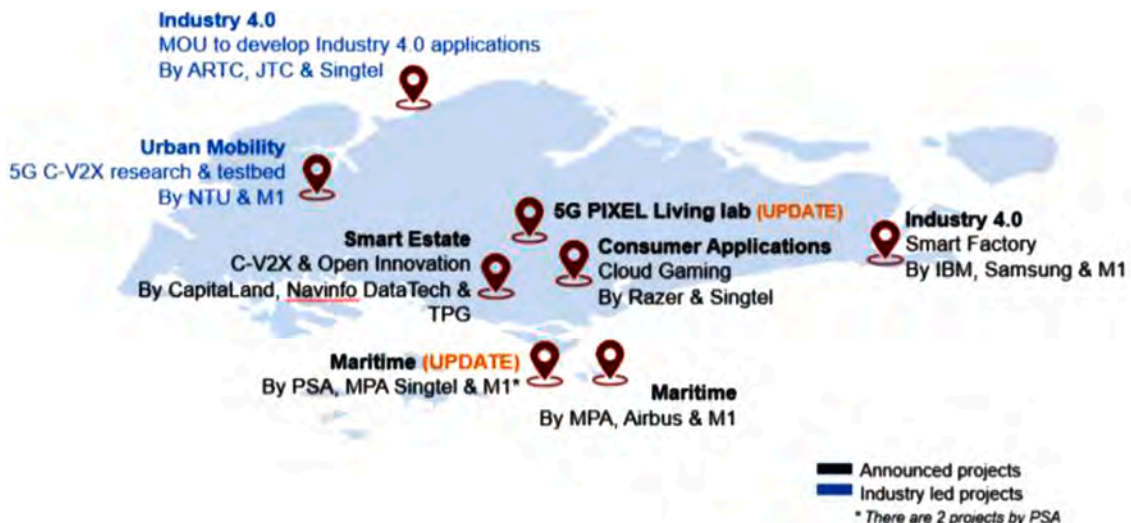 Industry 4.0
MOU to develop Industry 4.0 applications
By ARTC, JTC & Singtel
Urban Mobility
5G C-V2X research & testbed
By NTU & M1
5G PIXEL Living lab (UPDATE)
Smart Estate
C-V2X & Open Innovation
By CapitaLand, Navinfo DataTech &
TPG
Consumer Applications
Cloud Gaming
By Razer & Singtel
Industry 4.0
Smart Factory
By IBM, Samsung & M1
Maritime (UPDATE)
By PSA, MPA Singtel & M1*
Maritime
By MPA, Airbus & M1
Announced projects
Industry led projects
* There are 2 projects by PSA